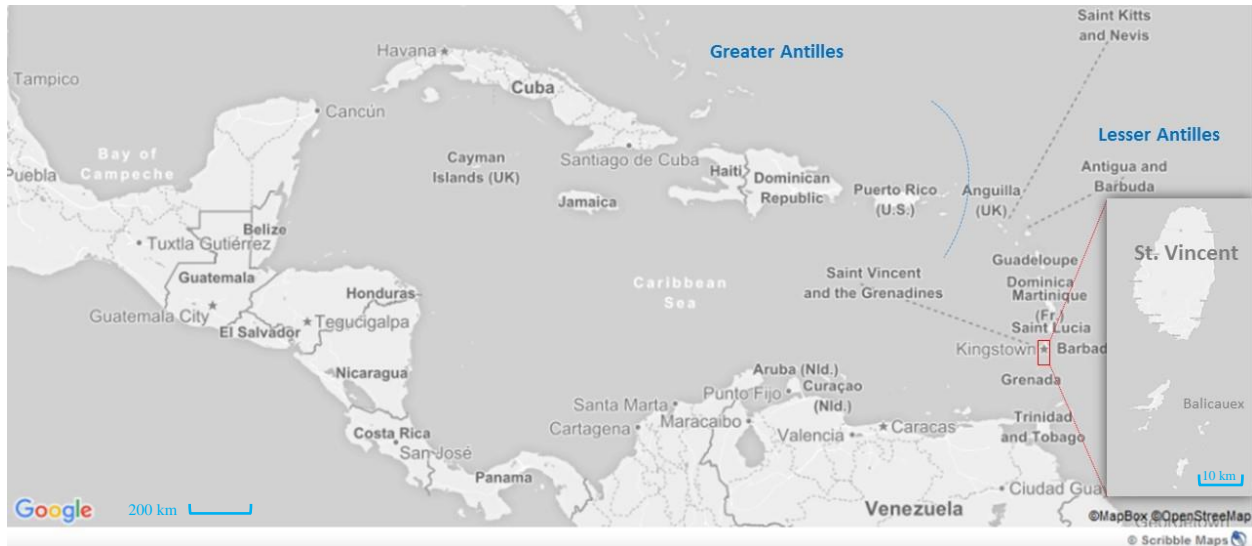 Saint Kitts
and Nevis
Havana
Greater Antilles
Tampico
Cuba
Cancún
Lesser Antilles
Bay of
Campeche
Santiago de Cuba
Cayman
Islands (UK)
Antigua and
Barbuda
Puebla
Haiti
Dominican
Republic
Puerto Rico
(U.S.)
Anguilla
(UK)
Jamaica
Belize
Tuxtla Gutiérrez
St. Vincent
Guadeloupe
Guatemala
Saint Vincent
and the Grenadines
Caribbean
Sea
Dominica
Martinique
(Fr.)
Honduras
Guatemala City
El Salvador
Tegucigalpa
Saint Lucia
Kingstown
Barbad
Nicaragua
Aruba (Nld.)
Grenada
Punto Fijo
Curaçao
(Nld.)
Santa Marta
Balicauex
Cartagena
Maracaibo
Valencia
Caracas
Trinidad
and Tobago
Costa Rica
San José
Panama
10 km
Ciudad Guay
Google
200 km
Venezuela
©MapBox ©OpenStreetMap
Georgetown
© Scribble Maps